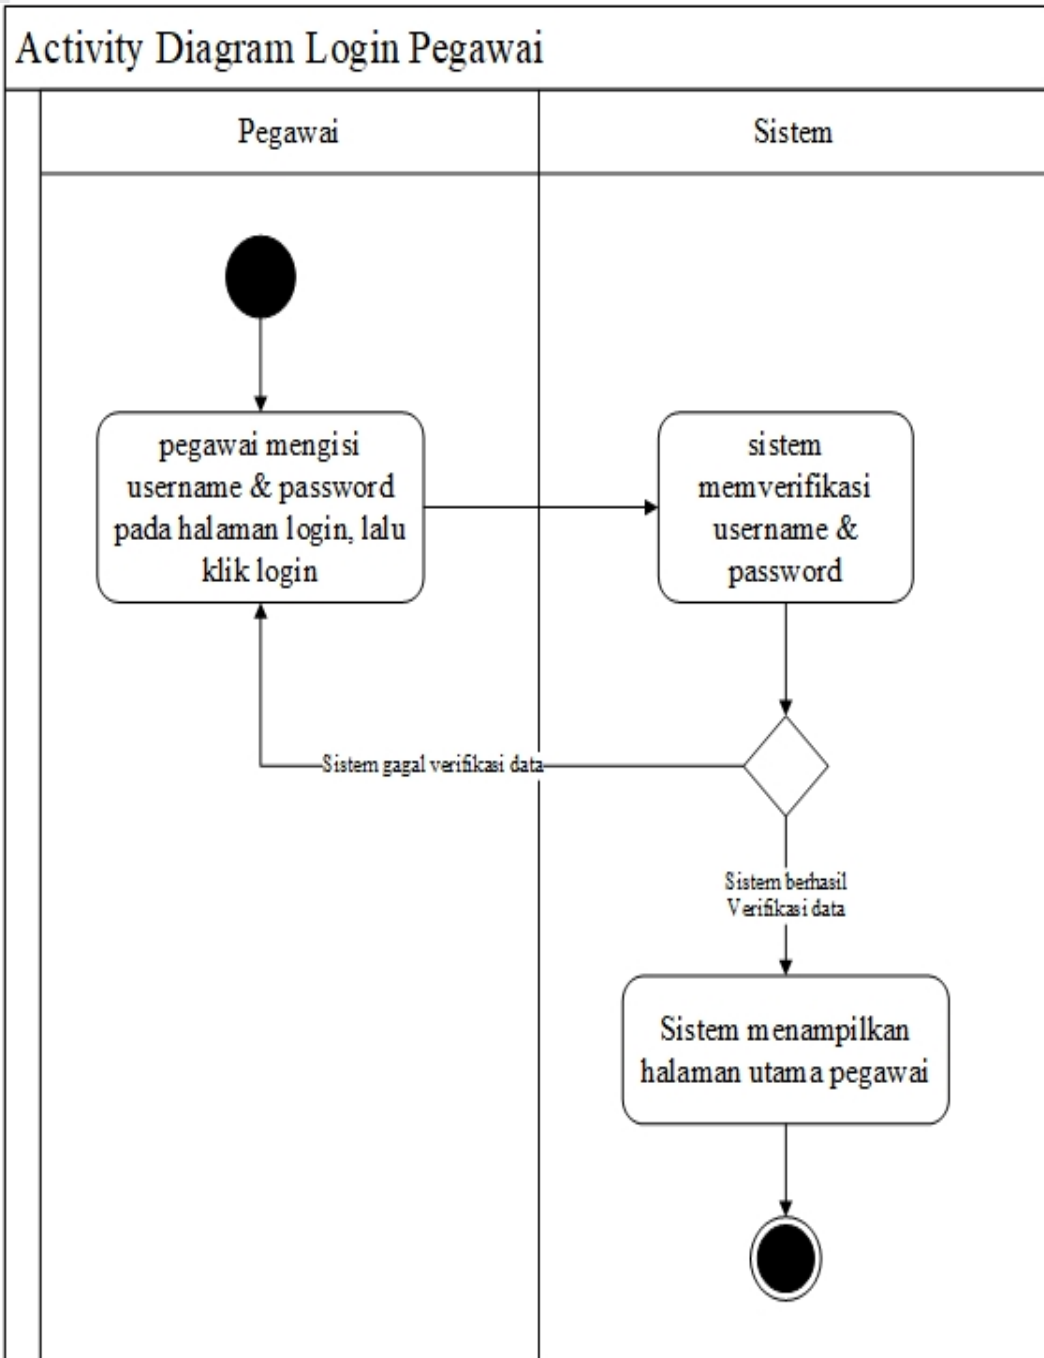 Activity Diagram Login Pegawai
Pegawai
Sistem
pegawai mengisi
username & password
pada halaman login, lalu
klik login
sistem
memverifikasi
username &
password
Sistem gagal verifikasi data
Sistem berhasil
Verifikasi data
Sistem menampilkan
halaman utama pegawai